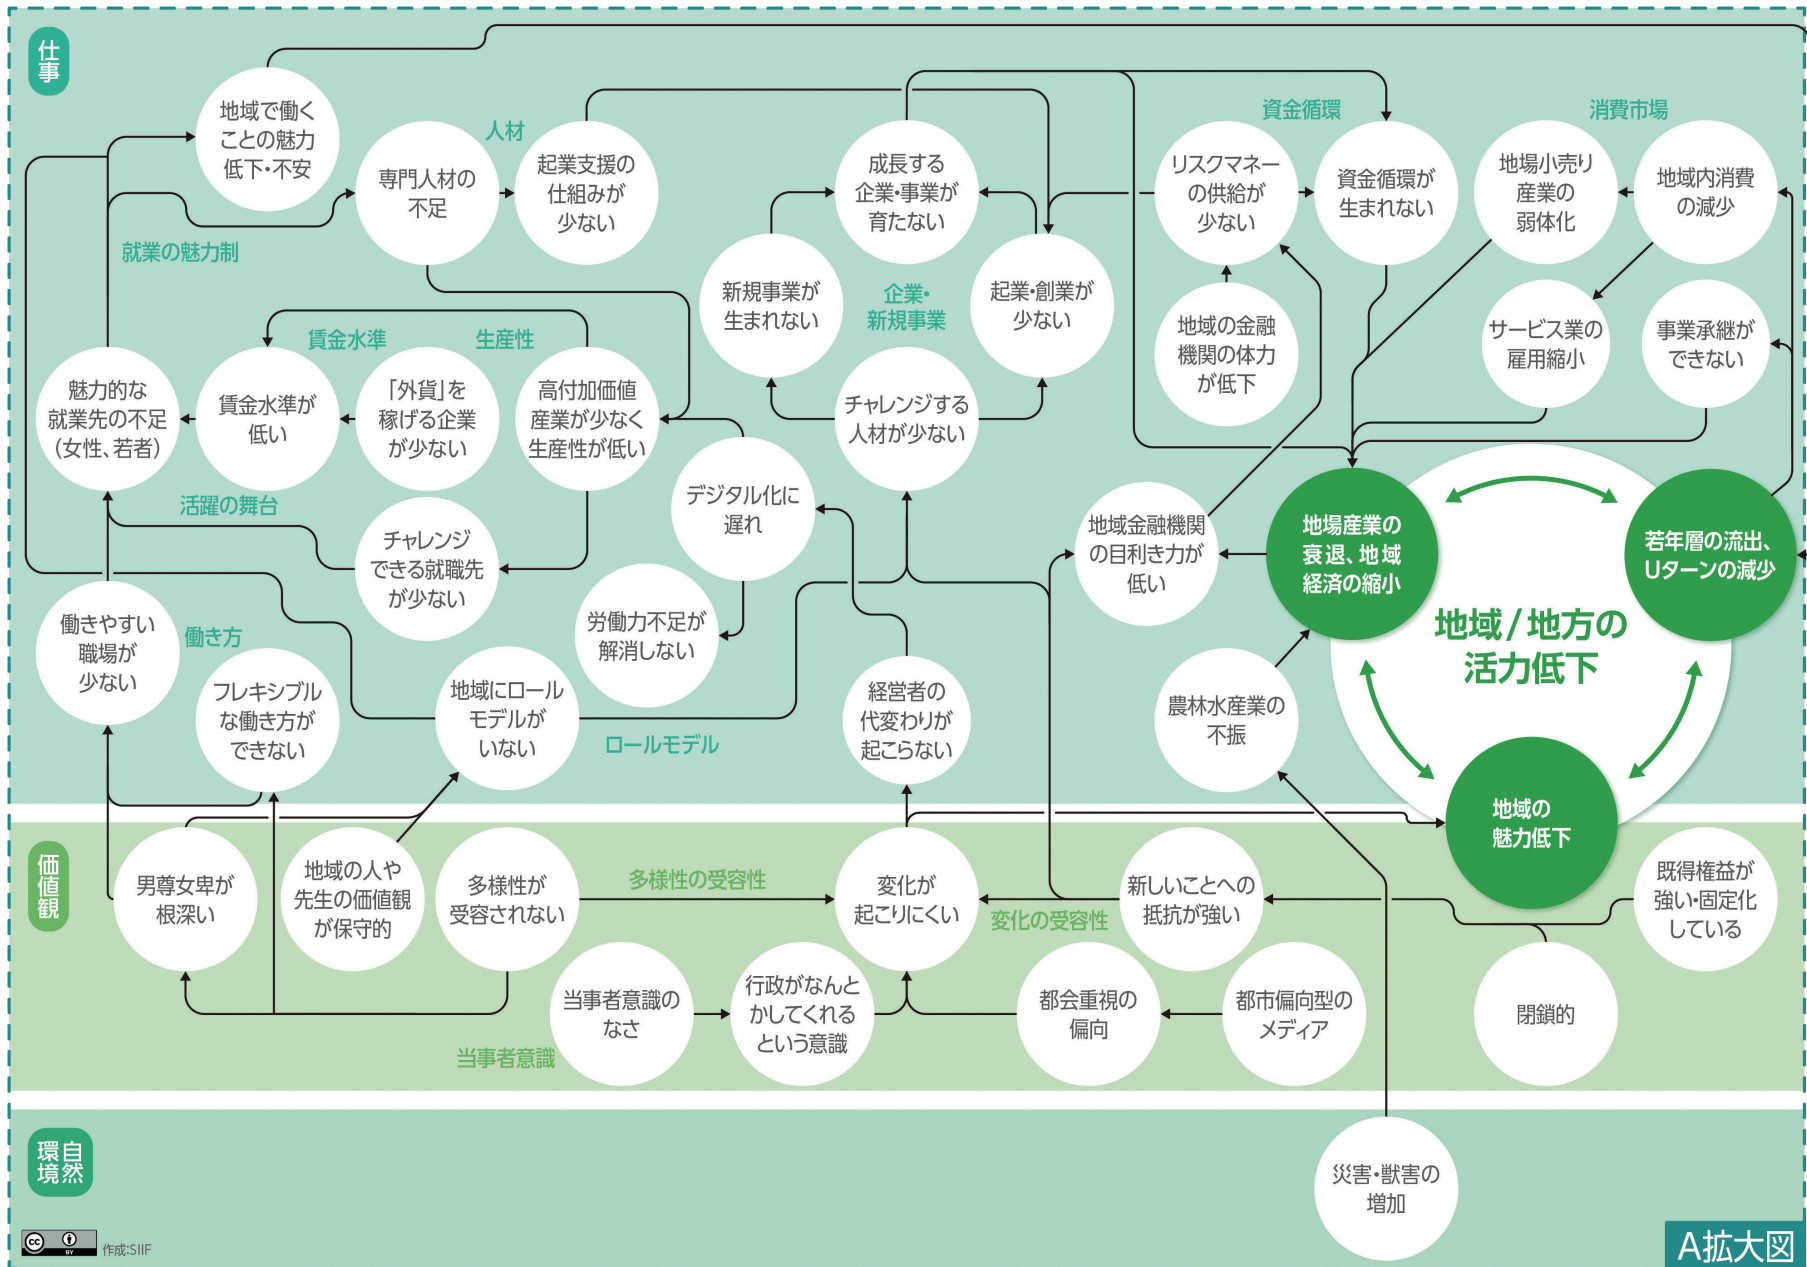 仕事
地域で働く
ことの魅力
低下・不安
専門人材の
不足
人材
起業支援の
仕組みが
少ない
成長する
企業・事業が
育たない
リスクマネー
の供給が
少ない
資金循環
資金循環が
生まれない
消費市場
地場小売り
産業の
弱体化
地域内消費
の減少
就業の魅力制
新規事業が
生まれない
企業・
新規事業
起業・創業が
少ない
地域の金融
機関の体力
が低下
サービス業の
雇用縮小
事業承継が
できない
賃金水準
生産性
魅力的な
就業先の不足
(女性、若者)
賃金水準が
低い
「外貨」を
稼げる企業
が少ない
高付加価値
産業が少なく
生産性が低い
チャレンジする
人材が少ない
デジタル化に
遅れ
活躍の舞台
チャレンジ
できる就職先
が少ない
地域金融機関
の目利き力が
低い
地場産業の
衰退、地域
経済の縮小
若年層の流出、
Uターンの減少
地域/地方の
活力低下
働きやすい
職場が
少ない
働き方
労働力不足が
解消しない
フレキシブル
な働き方が
できない
地域にロール
モデルが
いない
ロールモデル
経営者の
代変わりが
起こらない
農林水産業の
不振
地域の
魅力低下
価値観
男尊女卑が
根深い
地域の人や
先生の価値観
が保守的
多様性が
受容されない
多様性の受容性
変化が
起こりにくい
変化の受容性
新しいことへの
抵抗が強い
既得権益が
強い・固定化
している
当事者意識
当事者意識の
なさ
行政がなんと
かしてくれる
という意識
都会重視の
偏向
都市偏向型の
メディア
閉鎖的
自然
環境
災害・獣害の
増加
cc
BY
作成:SIIF
A拡大図